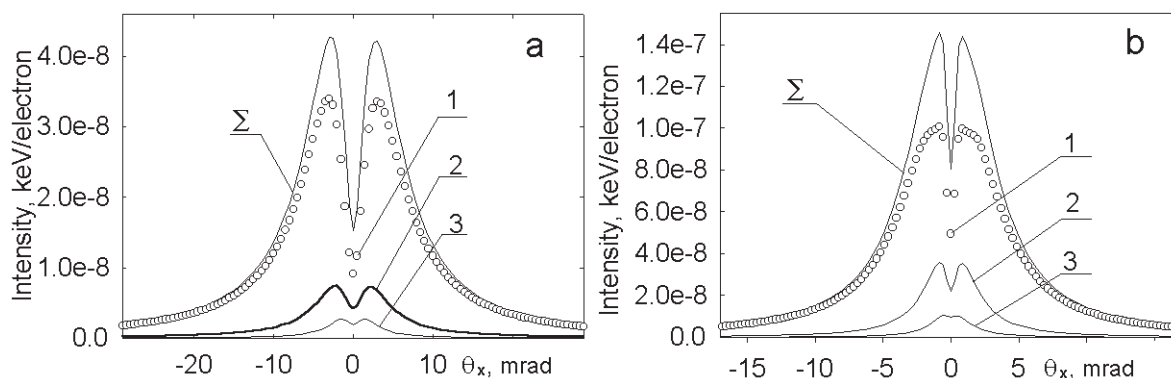 Intensity, keV/electron
4.0e-8
3.0e-8
2.0e-8
1.0e-8
0.0
a
Σ
1
2
3
-20 -10 0 θx, mrad 10
Intensity, keV/electron
1.4e-7
1.2e-7
1.0e-7
8.0e-8
6.0e-8
4.0e-8
2.0e-8
0.0
b
Σ
1
2
3
-15 -10 -5 0 5 θx, mrad